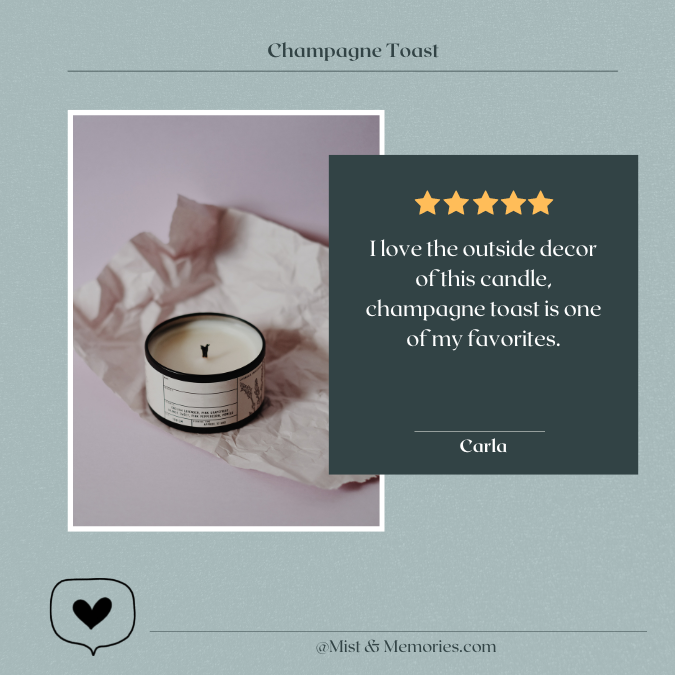 Champagne Toast
I love the outside decor
of this candle,
champagne toast is one
of my favorites.
Carla
@Mist & Memories.com